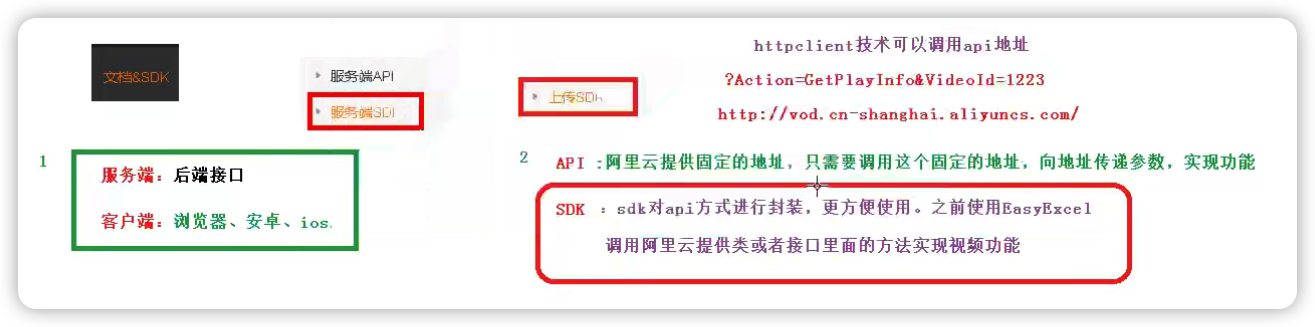 文档&SDK
服务端API
服务端SDI
上传SDK
httpclient技术可以调用api地址
?Action=GetPlayInfo&VideoId=1223
http://vod.cn-shanghai.aliyuncs.com/
1
服务端：后端接口
客户端：浏览器、安卓、ios.
2
API ：阿里云提供固定的地址，只需要调用这个固定的地址，向地址传递参数，实现功能
SDK ：sdk对api方式进行封装，更方便使用。之前使用EasyExcel
调用阿里云提供类或者接口里面的方法实现视频功能